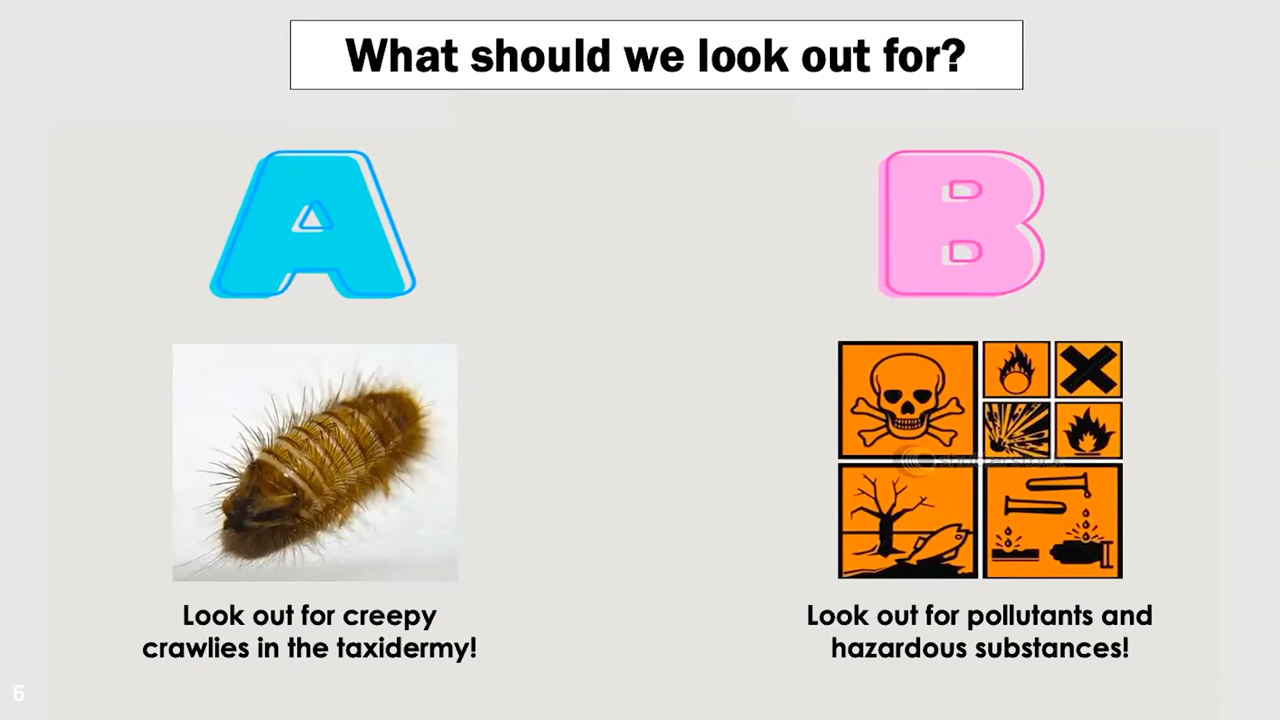 What should we look out for?
A
B
shutterstock
Look out for creepy
crawlies in the taxidermy!
Look out for pollutants and
hazardous substances!
6